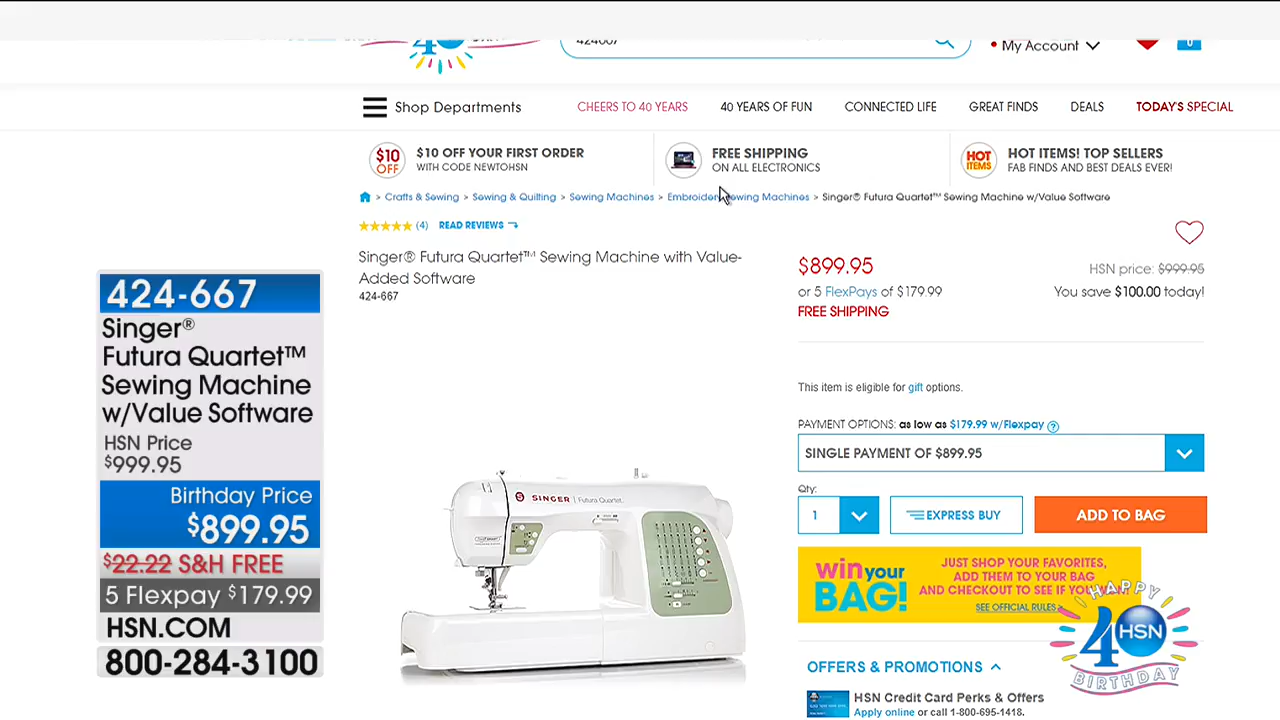 424667
My Account
0
Shop Departments
CHEERS TO 40 YEARS
40 YEARS OF FUN
CONNECTED LIFE
GREAT FINDS
DEALS
TODAY'S SPECIAL
$10 OFF
$10 OFF YOUR FIRST ORDER
WITH CODE NEWTOHSN
FREE SHIPPING
ON ALL ELECTRONICS
HOT ITEMS
HOT ITEMS! TOP SELLERS
FAB FINDS AND BEST DEALS EVER!
> Crafts & Sewing > Sewing & Quilting > Sewing Machines > Embroidery Sewing Machines > Singer® Futura Quartet™ Sewing Machine w/Value Software
(4) READ REVIEWS
Singer® Futura Quartet™ Sewing Machine with Value-
Added Software
424-667
$899.95
HSN price: $999.95
or 5 FlexPays of $179.99
You save $100.00 today!
FREE SHIPPING
This item is eligible for gift options.
PAYMENT OPTIONS: as low as $179.99 w/Flexpay ?
SINGLE PAYMENT OF $899.95
Qty:
1
EXPRESS BUY
ADD TO BAG
win your BAG!
JUST SHOP YOUR FAVORITES,
ADD THEM TO YOUR BAG
AND CHECKOUT TO SEE IF YOU
SEE OFFICIAL RULES >
OFFERS & PROMOTIONS
HSN Credit Card Perks & Offers
Apply online or call 1-800-695-1418.
HAPPY
40 HSN
BIRTHDAY
SINGER | Futura Quartet
424-667
Singer®
Futura Quartet™
Sewing Machine
w/Value Software
HSN Price
$999.95
Birthday Price
$899.95
$22.22 S&H FREE
5 Flexpay $179.99
HSN.COM
800-284-3100